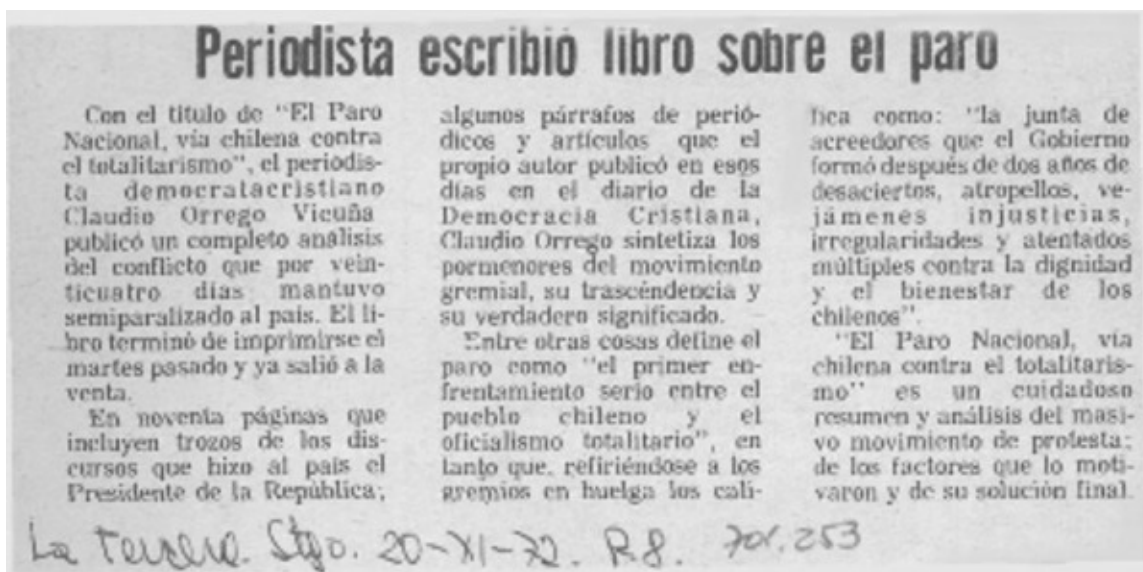 Periodista escribió libro sobre el paro
Con el título de "El Paro
Nacional, vía chilena contra
el totalitarismo", el periodis-
ta democratacristiano
Claudio Orrego Vicuña
publicó un completo análisis
del conflicto que por vein-
ticuatro días mantuvo
semiparalizado al país. El li-
bro terminó de imprimirse el
martes pasado y ya salió a la
venta.
En noventa páginas que
incluyen trozos de los dis-
cursos que hizo al país el
Presidente de la República,
algunos párrafos de perió-
dicos y artículos que el
propio autor publicó en esos
días en el diario de la
Democracia Cristiana,
Claudio Orrego sintetiza los
pormenores del movimiento
gremial, su trascéndencia y
su verdadero significado.
Entre otras cosas define el
paro como "el primer en-
frentamiento serio entre el
pueblo chileno y el
oficialismo totalitario", en
tanto que, refiriéndose a los
gremios en huelga los cali-
fica como: "la junta de
acreedores que el Gobierno
formó después de dos años de
desaciertos, atropellos, ve-
jámenes injusticias,
irregularidades y atentados
múltiples contra la dignidad
y el bienestar de los
chilenos".
"El Paro Nacional, vía
chilena contra el totalitaris-
mo" es un cuidadoso
resumen y análisis del masi-
vo movimiento de protesta;
de los factores que lo moti-
varon y de su solución final.
La Tercera. Stgo. 20-XI-72. P.8. 701.253